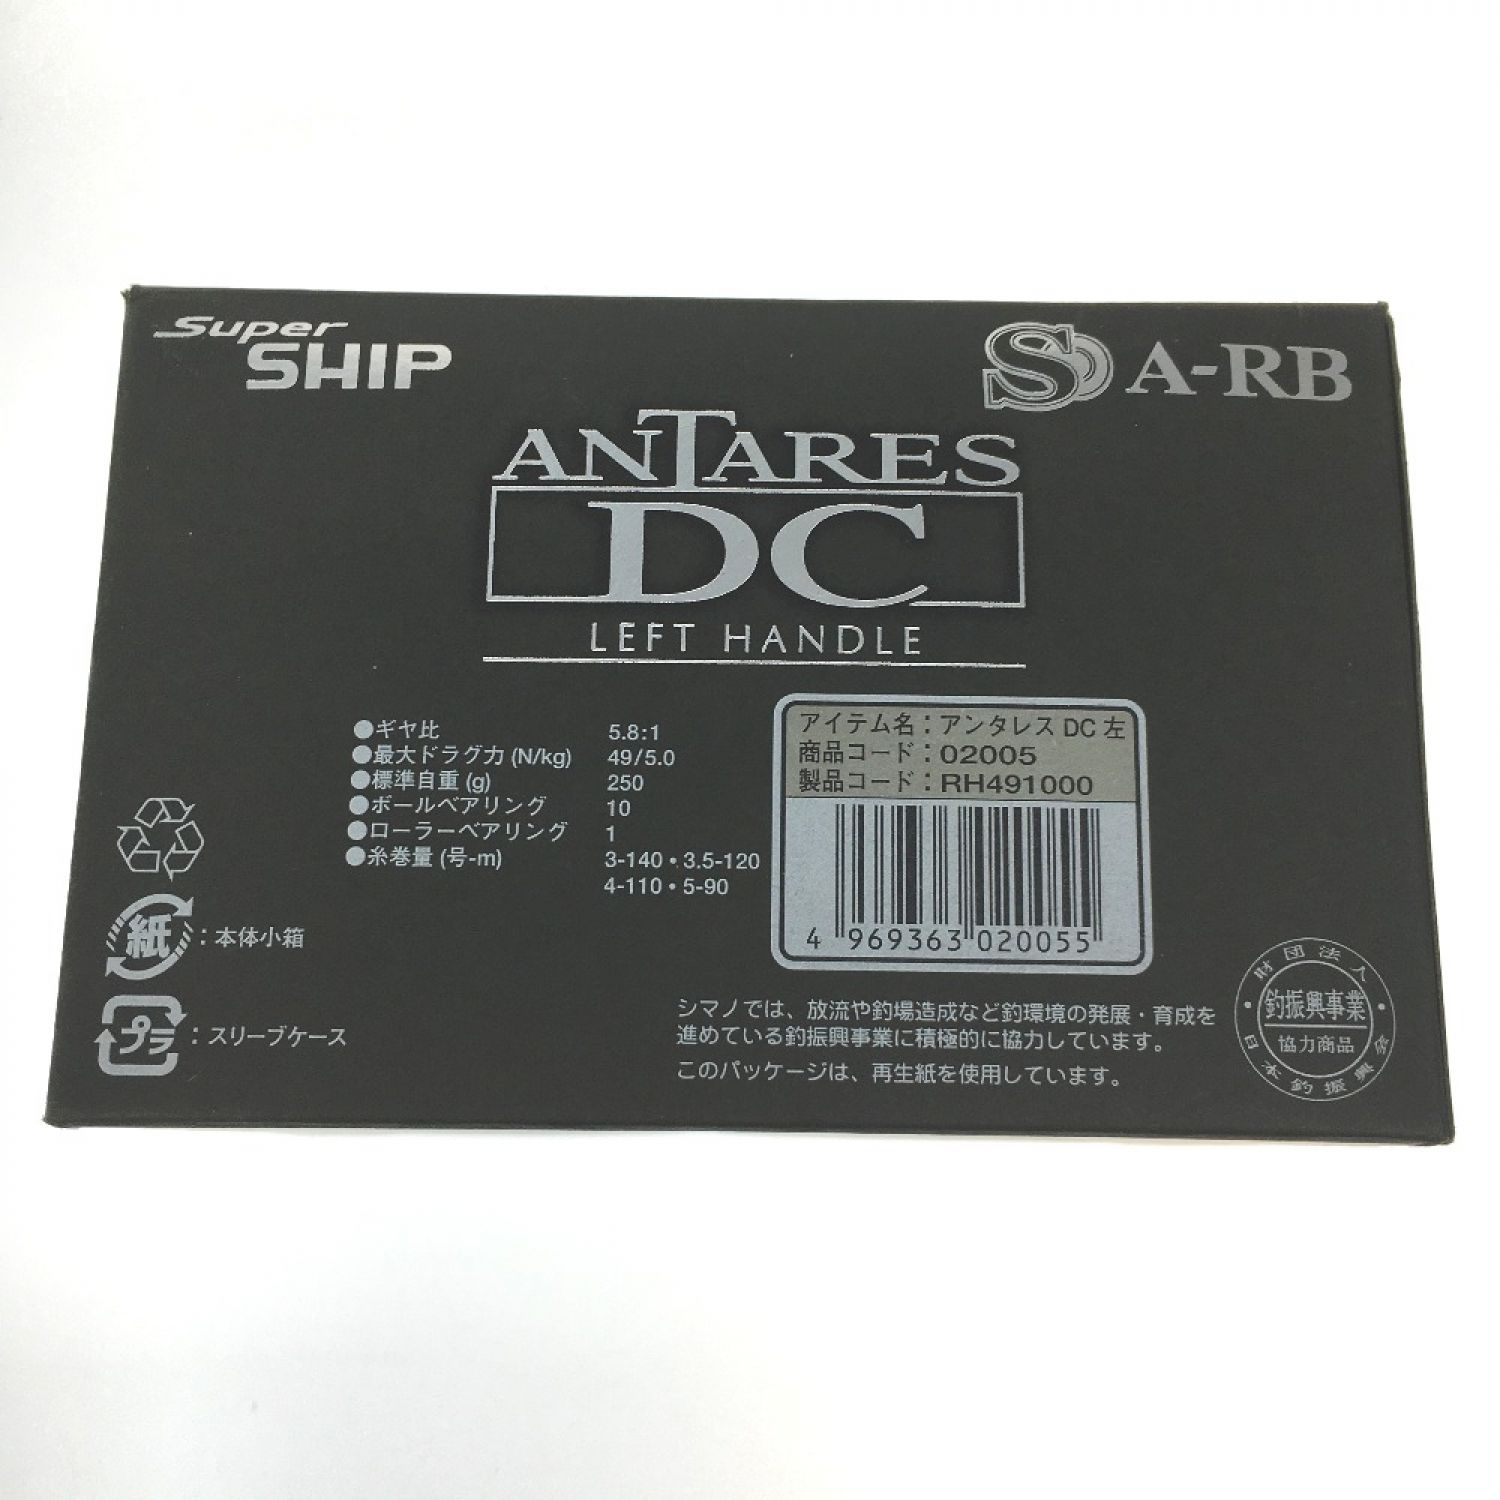 Super
SHIP
S A-RB
ANTARES
DC
LEFT HANDLE
●ギヤ比 5.8:1
●最大ドラグ力 (N/kg) 49/5.0
●標準自重 (g) 250
●ボールベアリング 10
●ローラーベアリング 1
●糸巻量 (号-m) 3-140・3.5-120
4-110・5-90
アイテム名：アンタレス DC 左
商品コード：02005
製品コード：RH491000
4 969363 020055
紙：本体小箱
プラ：スリーブケース
シマノでは、放流や釣場造成など釣環境の発展・育成を
進めている釣振興事業に積極的に協力しています。
このパッケージは、再生紙を使用しています。
財団法人
釣振興事業
協力商品
日本釣振興会